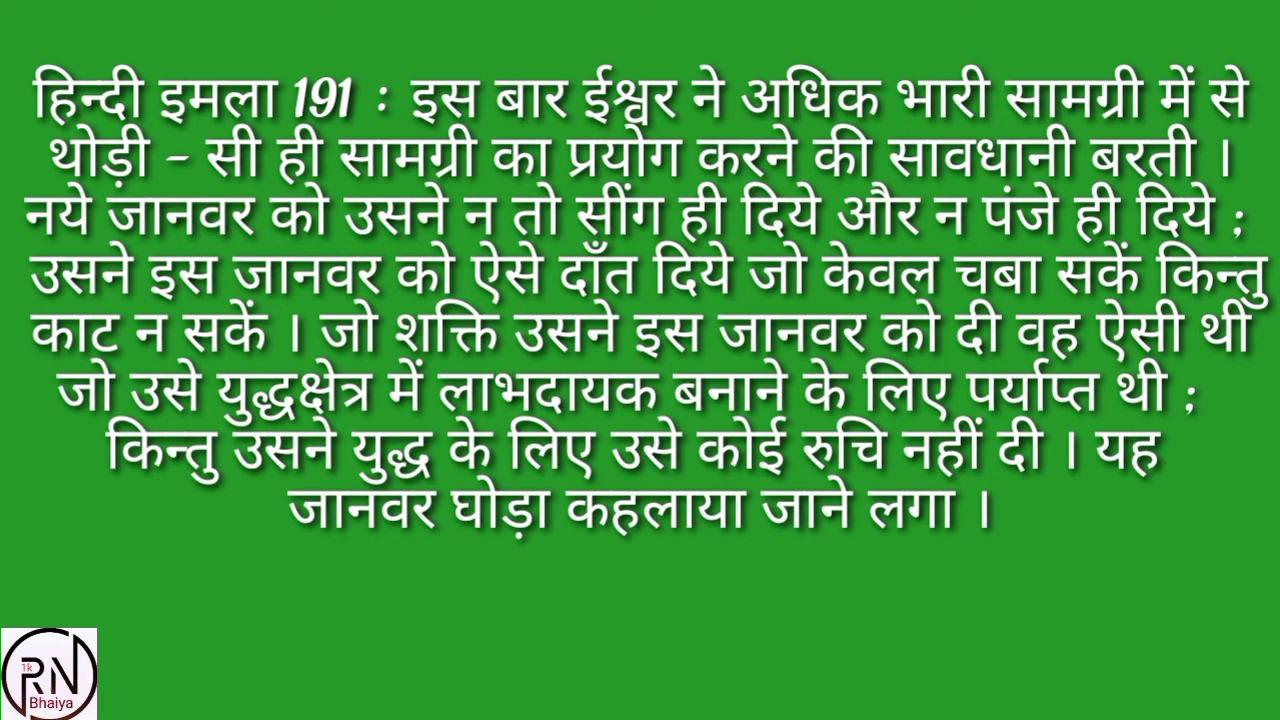 हिन्दी इमला 191 : इस बार ईश्वर ने अधिक भारी सामग्री में से
थोड़ी - सी ही सामग्री का प्रयोग करने की सावधानी बरती ।
नये जानवर को उसने न तो सींग ही दिये और न पंजे ही दिये ;
उसने इस जानवर को ऐसे दाँत दिये जो केवल चबा सकें किन्तु
काट न सकें । जो शक्ति उसने इस जानवर को दी वह ऐसी थी
जो उसे युद्धक्षेत्र में लाभदायक बनाने के लिए पर्याप्त थी ;
किन्तु उसने युद्ध के लिए उसे कोई रुचि नहीं दी । यह
जानवर घोड़ा कहलाया जाने लगा ।
1k
RN
Bhaiya